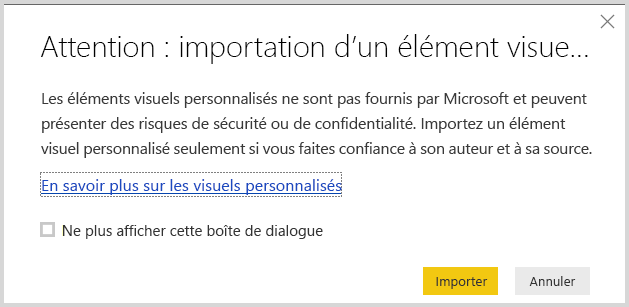 Attention : importation d’un élément visue...
Les éléments visuels personnalisés ne sont pas fournis par Microsoft et peuvent
présenter des risques de sécurité ou de confidentialité. Importez un élément
visuel personnalisé seulement si vous faites confiance à son auteur et à sa source.
En savoir plus sur les visuels personnalisés
Ne plus afficher cette boîte de dialogue
Importer Annuler